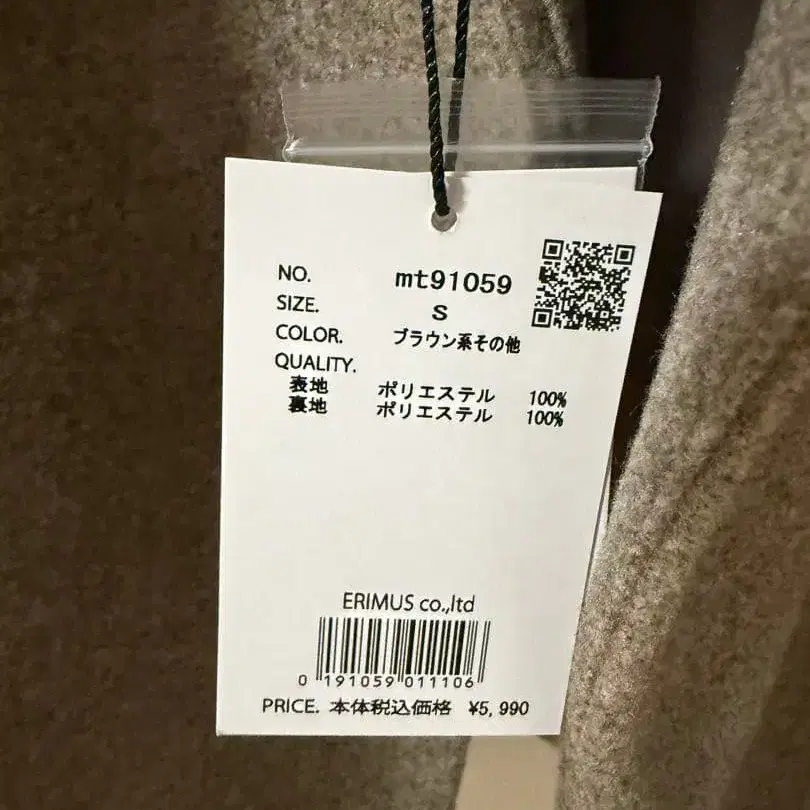 NO. mt91059
SIZE. S
COLOR. ブラウン系その他
QUALITY.
表地 ポリエステル 100%
裏地 ポリエステル 100%
ERIMUS co.,ltd
0 191059 011106
PRICE. 本体税込価格 ¥5,990